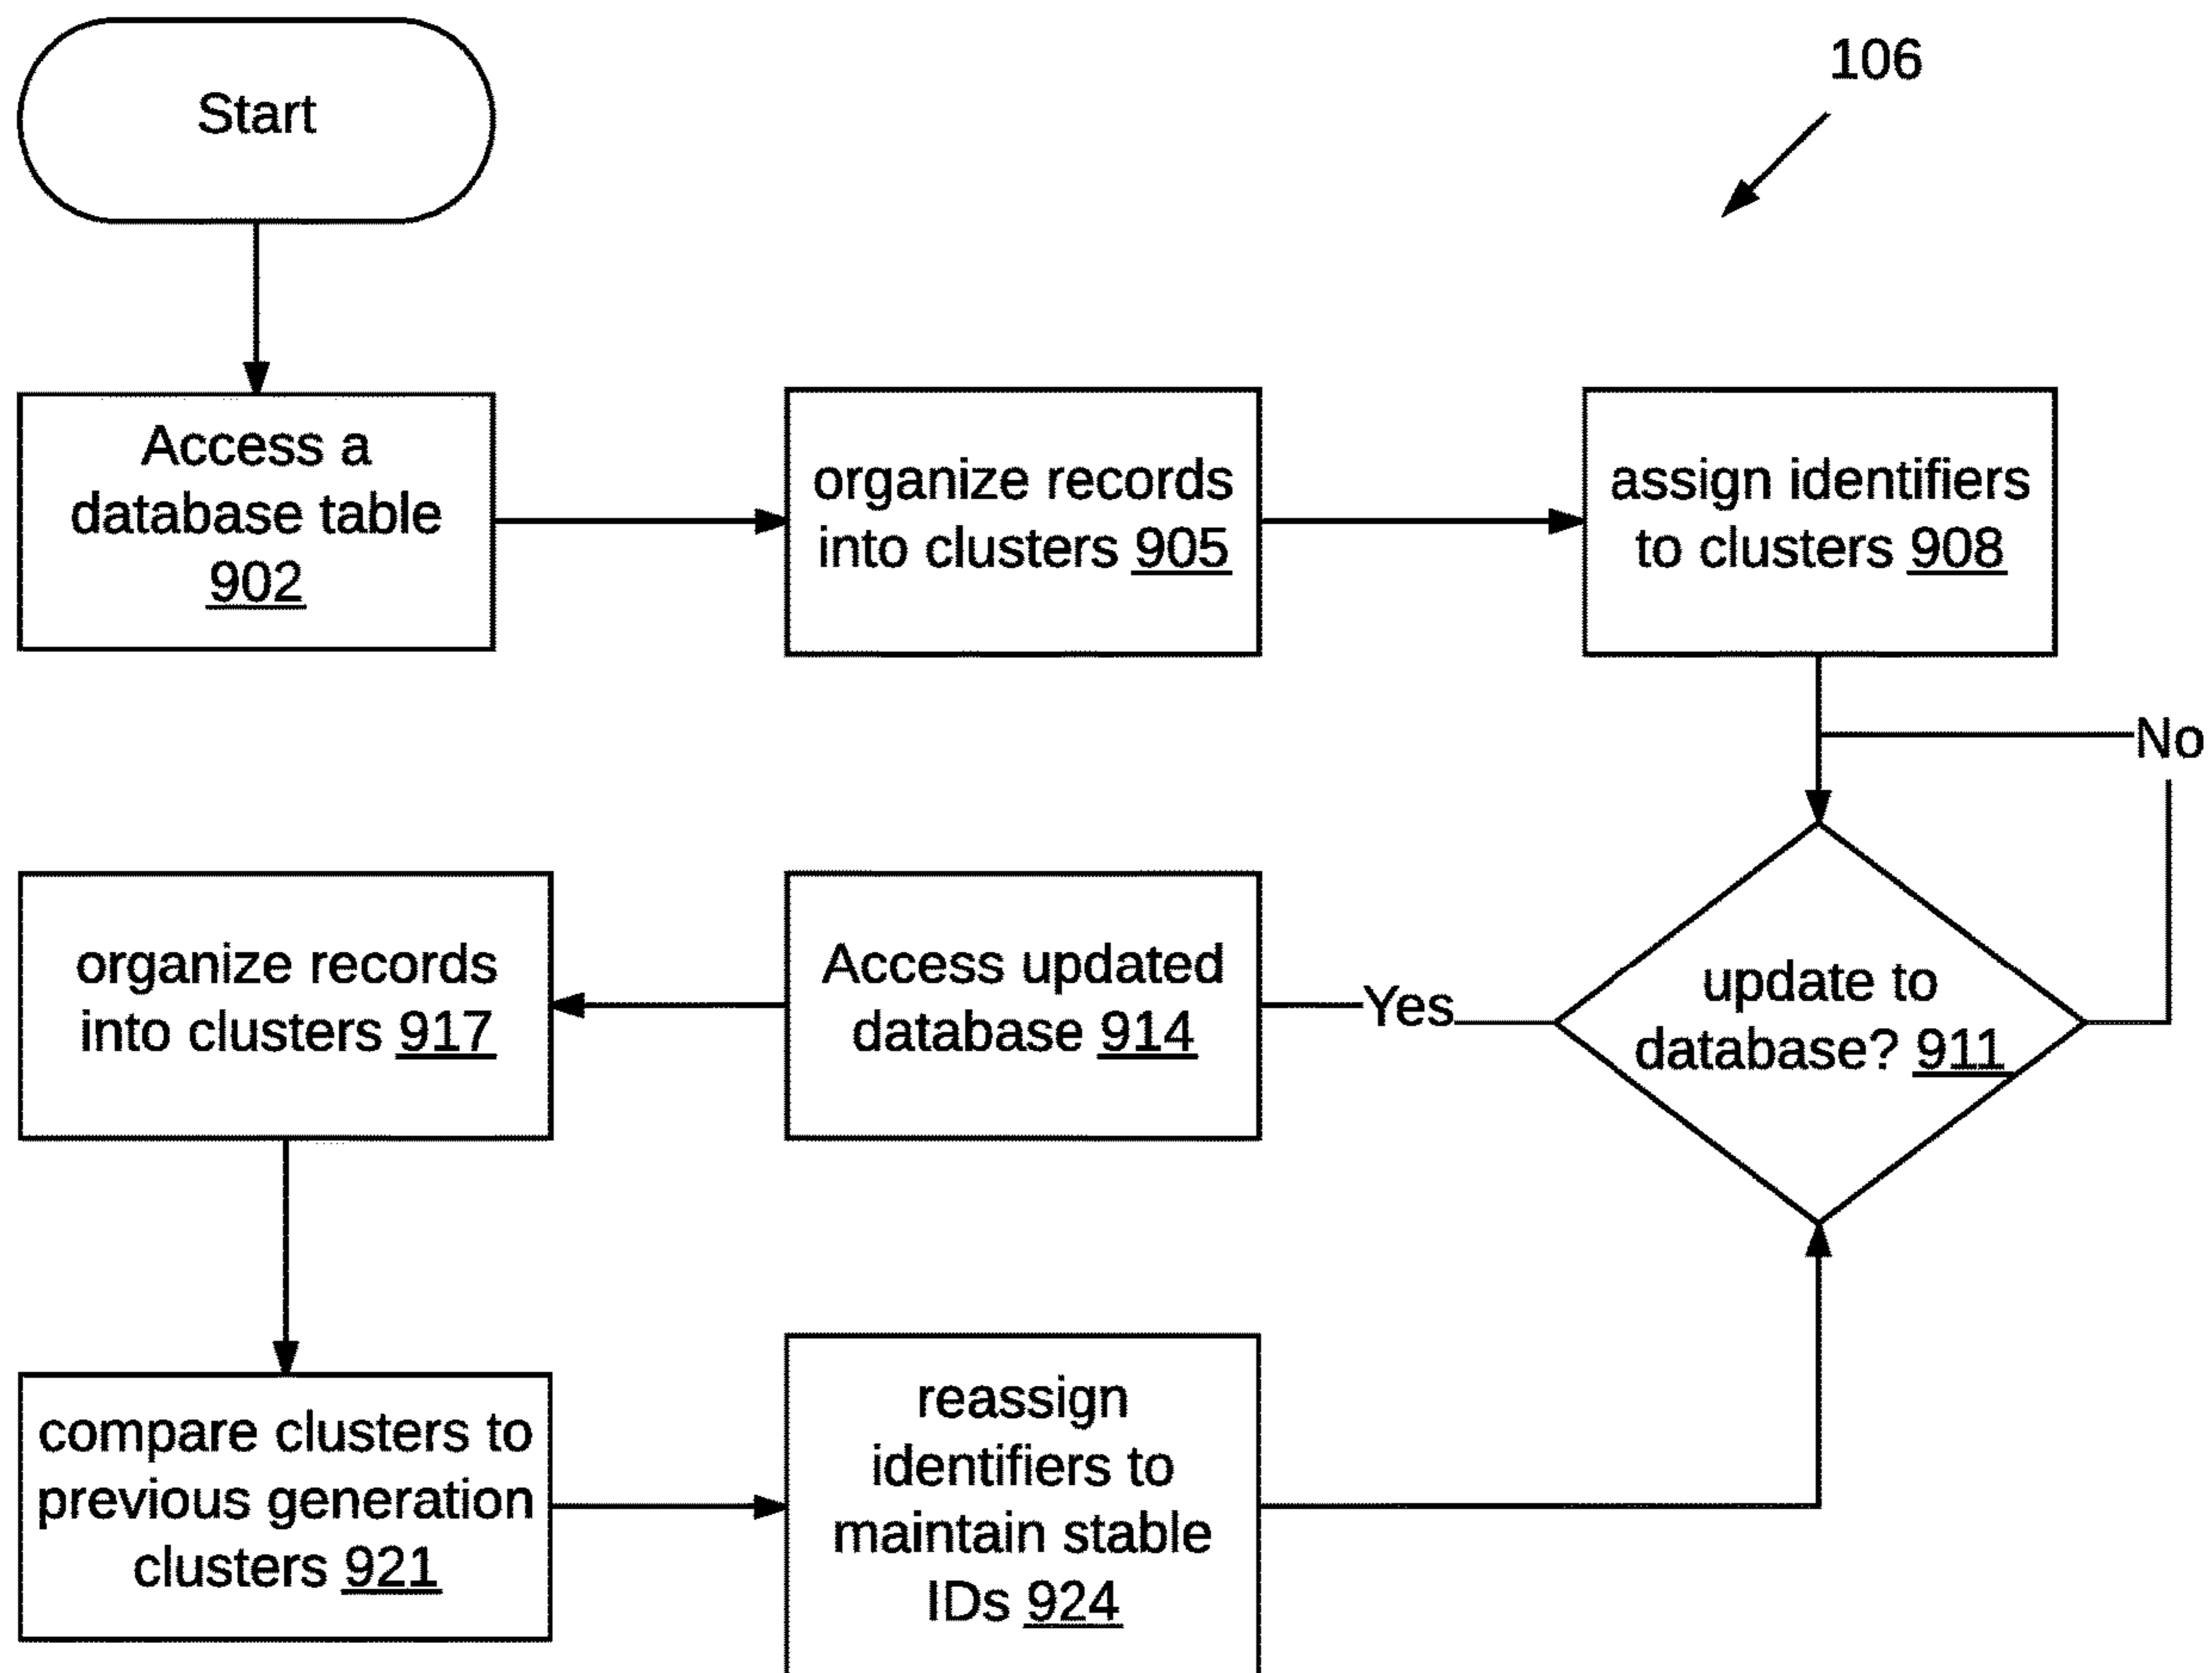 Start
106
Access a
database table
902
organize records
into clusters 905
assign identifiers
to clusters 908
No
update to
database? 911
Yes
Access updated
database 914
organize records
into clusters 917
compare clusters to
previous generation
clusters 921
reassign
identifiers to
maintain stable
IDs 924